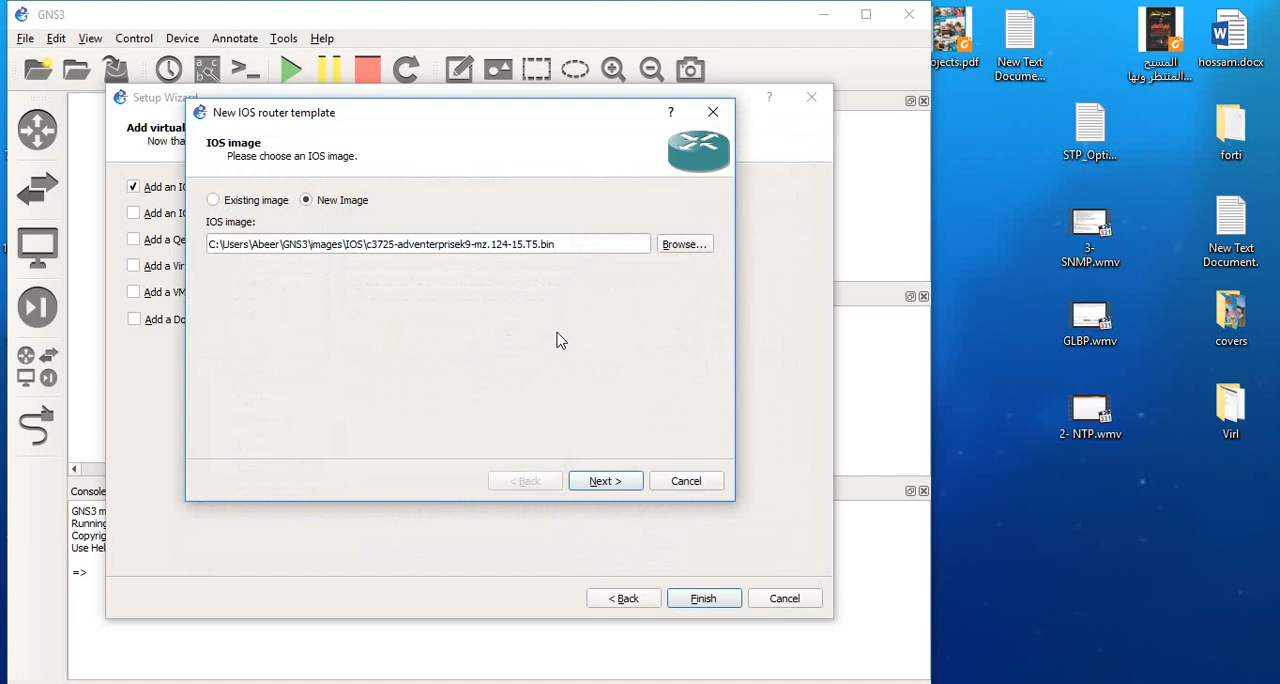 GNS3
File Edit View Control Device Annotate Tools Help
Setup Wizard
Add virtual
Now tha
New IOS router template
?
IOS image
Please choose an IOS image.
Existing image
New Image
IOS image:
C:\Users\Abeer\GNS3\images\IOS\c3725-adventerprisek9-mz.124-15.T5.bin
Browse...
< Back
Next >
Cancel
?
Add an IO
Add an IO
Add a Qe
Add a Vir
Add a VM
Add a Do
< Back
Finish
Cancel
Console
GNS3 m
Running
Copyrig
Use Help
=>
ojects.pdf
New Text
Docume...
المسيح
المنتظر ونها...
hossam.docx
STP_Opti...
forti
3-
SNMP.wmv
New Text
Document.
GLBP.wmv
covers
2- NTP.wmv
Virl